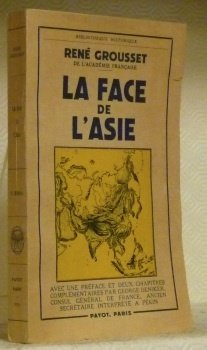 BIBLIOTHÈQUE HISTORIQUE
RENÉ GROUSSET
DE L'ACADÉMIE FRANÇAISE
LA FACE
DE
L'ASIE
AVEC UNE PRÉFACE ET DEUX CHAPITRES
COMPLÉMENTAIRES PAR GEORGE DENIKER,
CONSUL GÉNÉRAL DE FRANCE, ANCIEN
SECRÉTAIRE INTERPRÈTE A PÉKIN
PAYOT, PARIS